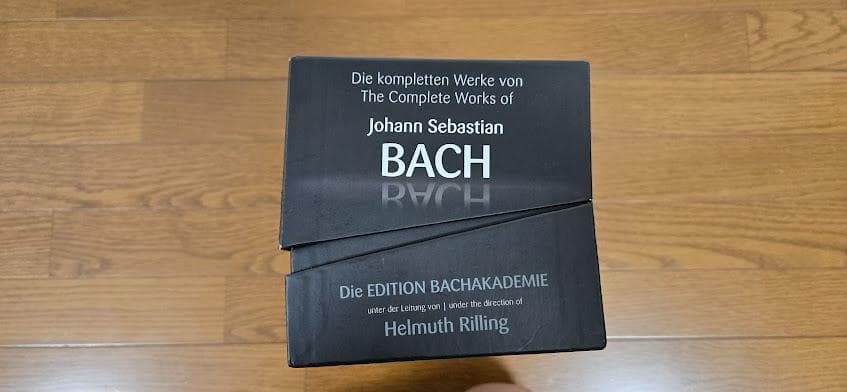 Die kompletten Werke von
The Complete Works of
Johann Sebastian
BACH
Die EDITION BACHAKADEMIE
unter der Leitung von | under the direction of
Helmuth Rilling